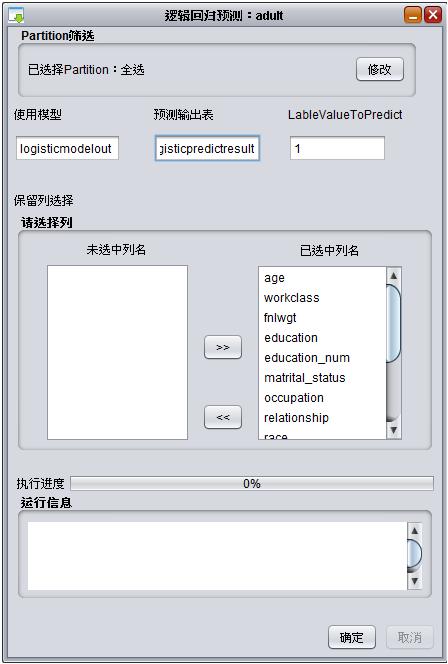 逻辑回归预测：adult
Partition筛选
已选择Partition：全选
修改
使用模型 预测输出表 LableValueToPredict
logisticmodelout gisticpredictresult 1
保留列选择
请选择列
未选中列名 已选中列名
age
workclass
fnlwgt
education
education_num
matrital_status
occupation
relationship
race
>>
<<
执行进度 0%
运行信息
确定 取消